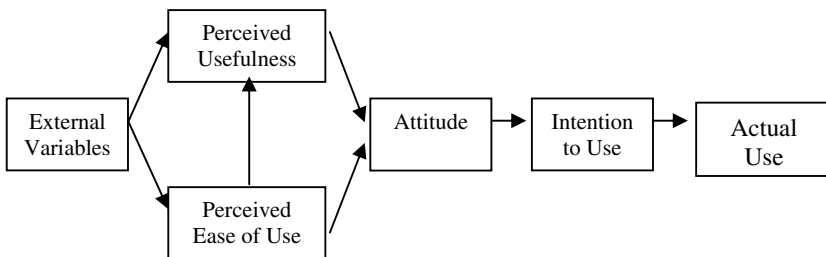 Perceived
Usefulness
External
Variables
Attitude
Intention
to Use
Actual
Use
Perceived
Ease of Use